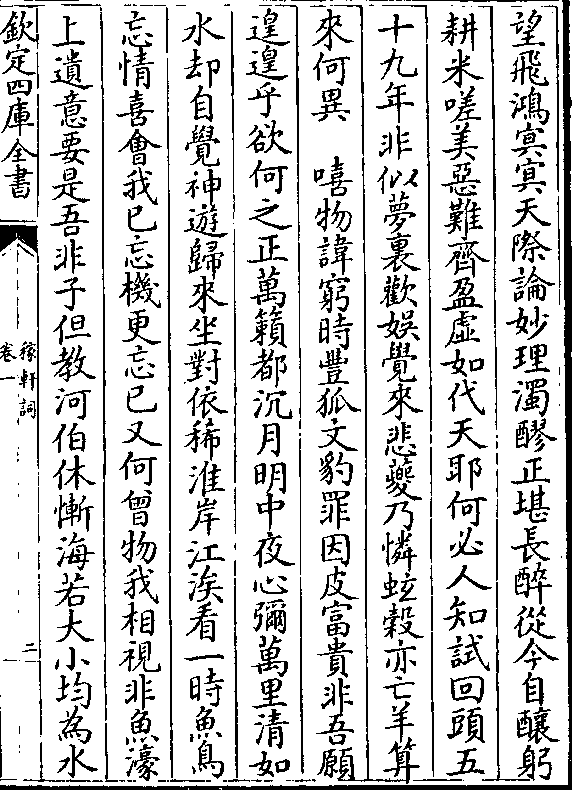 望飛鴻冥冥天際論妙理濁醪正堪長醉從今自釀躬
耕米嗟美惡難齊盈虛如代天耶何必人知試回頭五
十九年非似夢裏歡娛覺來悲夔乃憐蚿穀亦亡羊算
來何異　嘻物諱窮時豐狐文豹罪因皮富貴非吾願
遑遑乎欲何之正萬籟都沉月明中夜心彌萬里清如
水却自覺神遊歸來坐對依稀淮岸江涘看一時魚鳥
忘情喜會我已忘機更忘已又何曾物我相視非魚濠
上遺意要是吾非子但教河伯休慚海若大小均為水
欽定四庫全書
稼軒詞
卷一
二